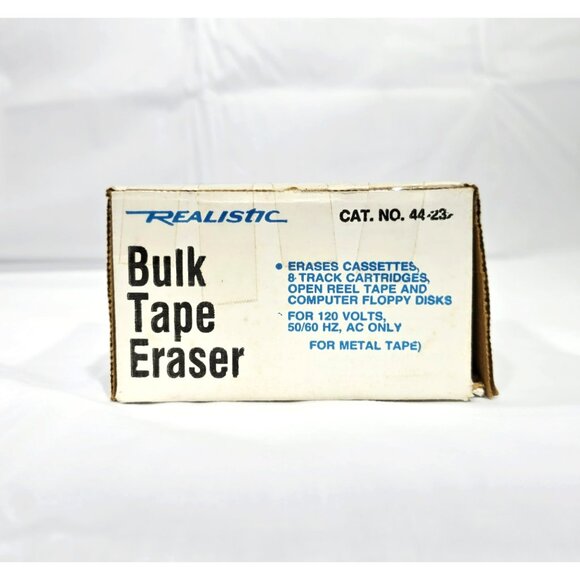 REALISTIC
CAT. NO. 44-23
Bulk
Tape
Eraser
• ERASES CASSETTES,
8 TRACK CARTRIDGES,
OPEN REEL TAPE AND
COMPUTER FLOPPY DISKS
FOR 120 VOLTS,
50/60 HZ, AC ONLY
FOR METAL TAPE)